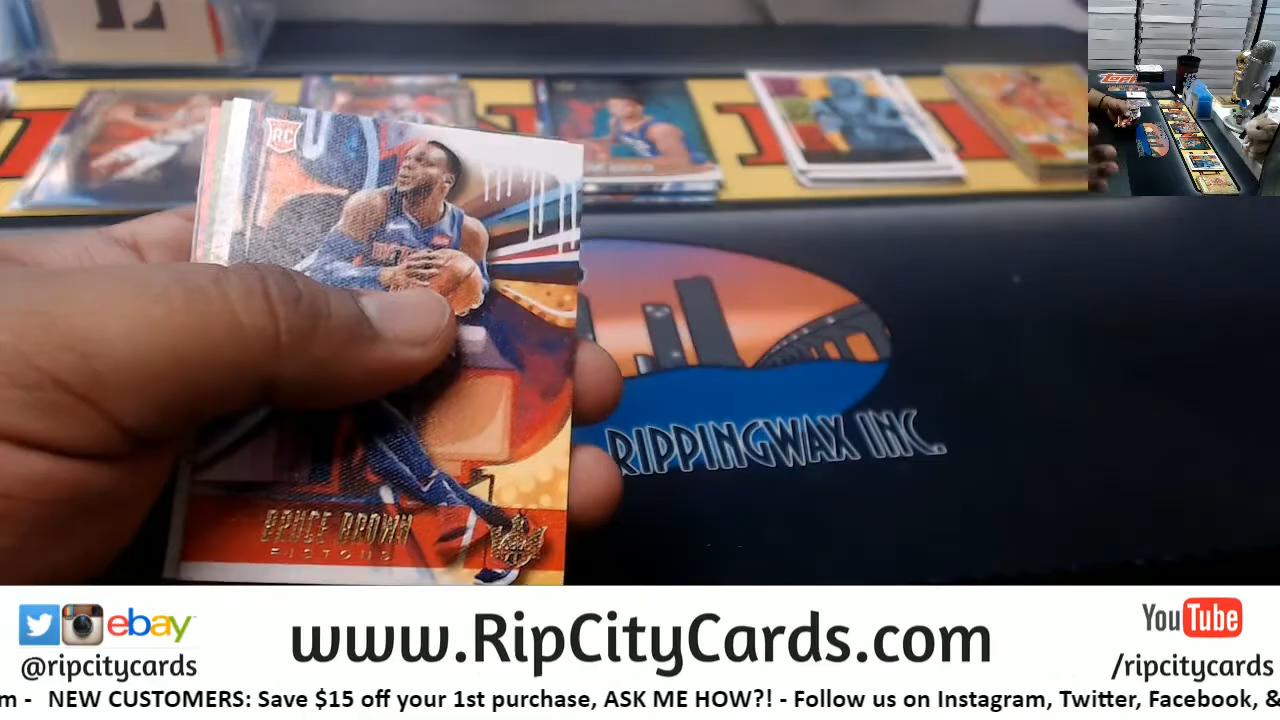 RC
BRUCE BROWN
PISTONS
RIPPINGWAX INC.
ebay
@ripcitycards
www.RipCityCards.com
YouTube
/ripcitycards
m - NEW CUSTOMERS: Save $15 off your 1st purchase, ASK ME HOW?! - Follow us on Instagram, Twitter, Facebook, &